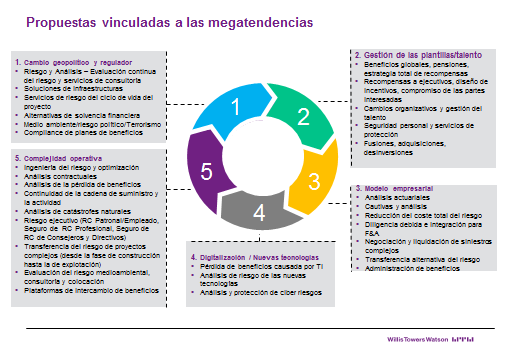 Propuestas vinculadas a las megatendencias
1. Cambio geopolítico y regulador
• Riesgo y Análisis – Evaluación continua
del riesgo y servicios de consultoría
• Soluciones de infraestructuras
• Servicios de riesgo del ciclo de vida del
proyecto
• Alternativas de solvencia financiera
• Medio ambiente/riesgo político/Terrorismo
• Compliance de planes de beneficios
2. Gestión de las plantillas/talento
• Beneficios globales, pensiones,
estrategia total de recompensas
• Recompensas a ejecutivos, diseño de
incentivos, compromiso de las partes
interesadas
• Cambios organizativos y gestión del
talento
• Seguridad personal y servicios de
protección
• Fusiones, adquisiciones,
desinversiones
1
2
3
4
5
5. Complejidad operativa
• Ingeniería del riesgo y optimización
• Análisis contractuales
• Análisis de la pérdida de beneficios
• Continuidad de la cadena de suministro y
la actividad
• Análisis de catástrofes naturales
• Riesgo ejecutivo (RC Patronal/Empleado,
Seguro de RC Profesional, Seguro de
RC de Consejeros y Directivos)
• Transferencia del riesgo de proyectos
complejos (desde la fase de construcción
hasta la de explotación)
• Evaluación del riesgo medioambiental,
consultoría y colocación
• Plataformas de intercambio de beneficios
3. Modelo empresarial
• Análisis actuariales
• Cautivas y análisis
• Reducción del coste total del riesgo
• Diligencia debida e integración para
F&A
• Negociación y liquidación de siniestros
complejos
• Transferencia alternativa del riesgo
• Administración de beneficios
4. Digitalización / Nuevas tecnologías
• Pérdida de beneficios causada por TI
• Análisis de riesgo de las nuevas
tecnologías
• Análisis y protección de ciber riesgos
WillisTowersWatson